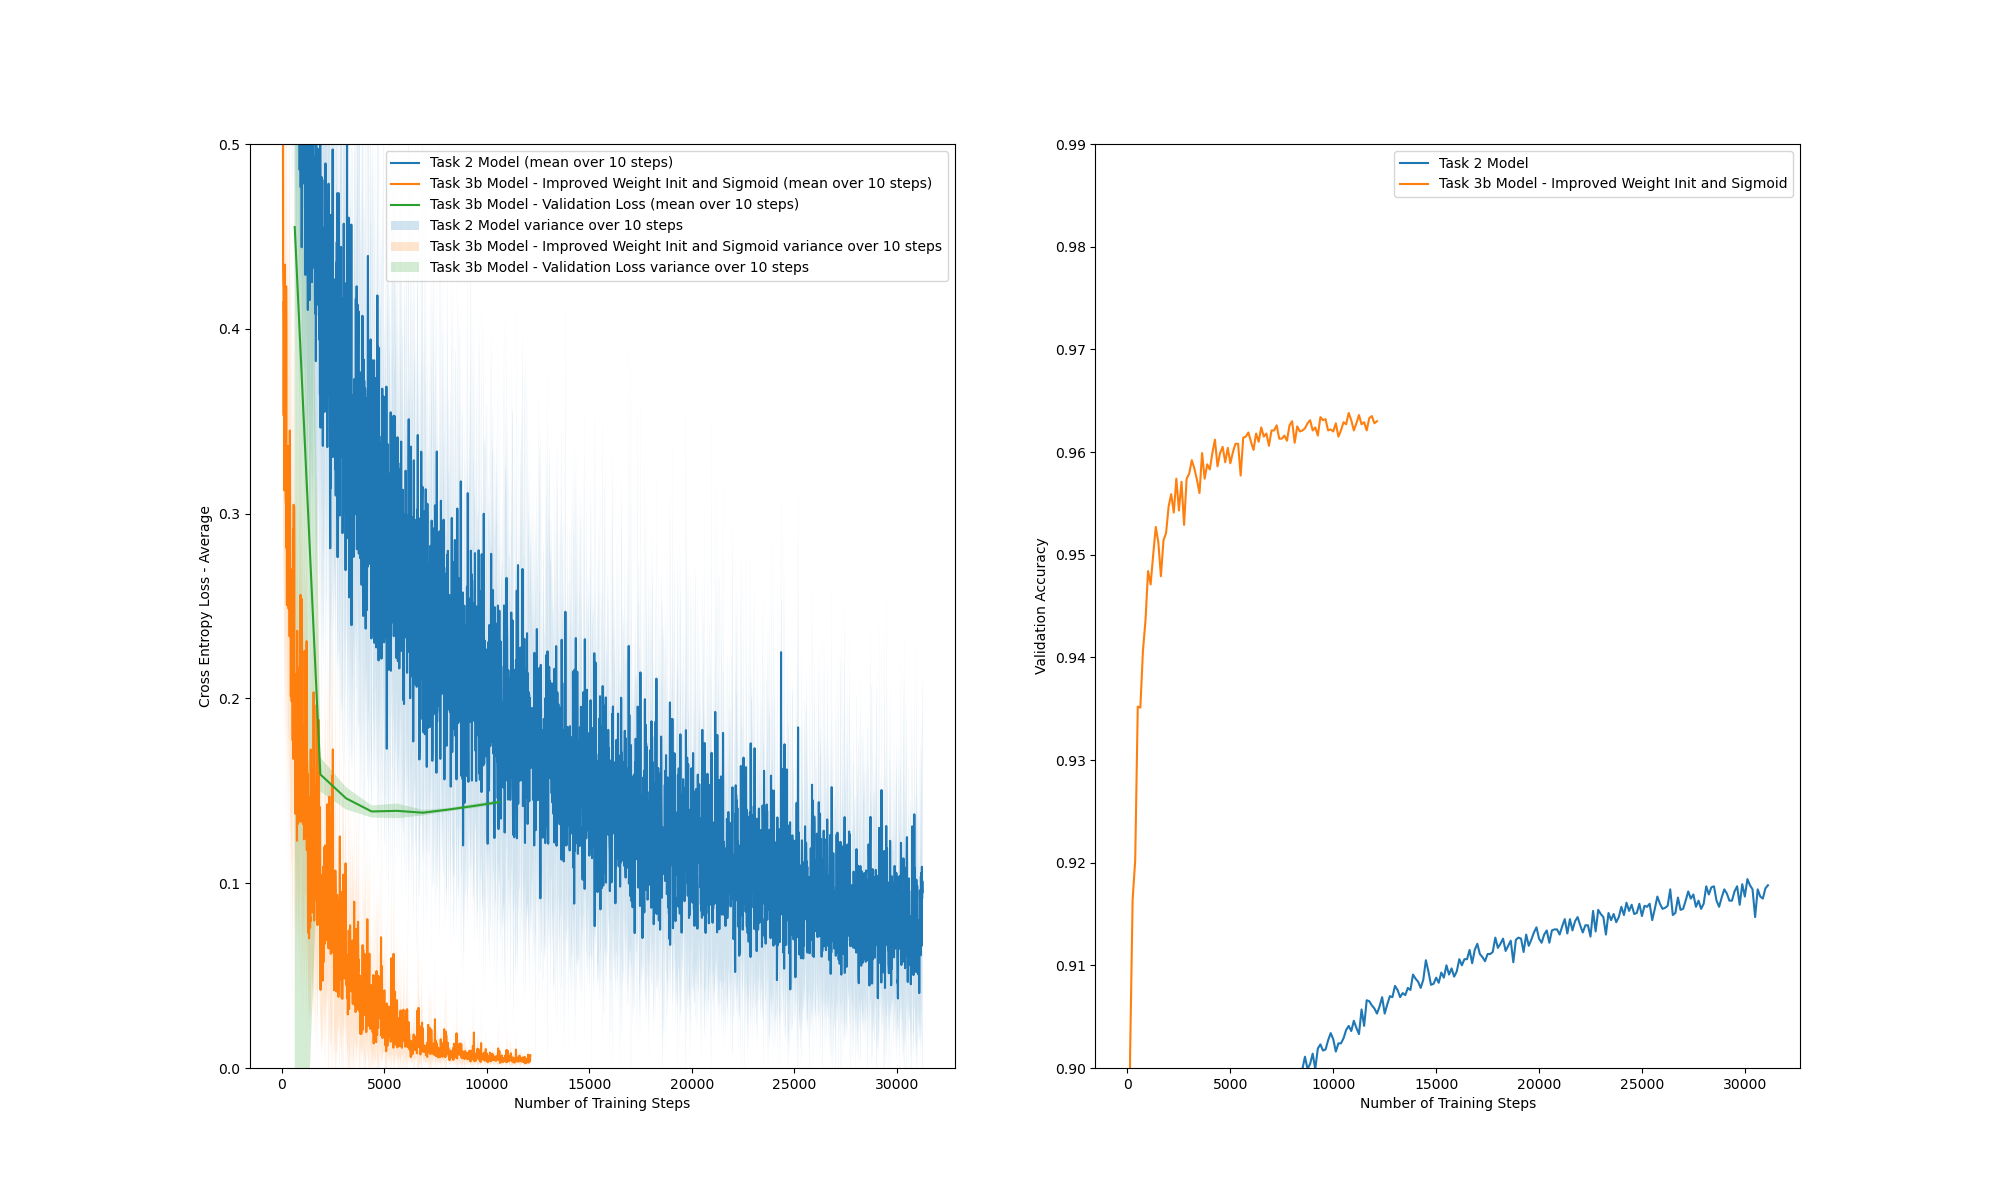 0.5
0.4
0.3
0.2
0.1
0.0
Cross Entropy Loss - Average
Task 2 Model (mean over 10 steps)
Task 3b Model - Improved Weight Init and Sigmoid (mean over 10 steps)
Task 3b Model - Validation Loss (mean over 10 steps)
Task 2 Model variance over 10 steps
Task 3b Model - Improved Weight Init and Sigmoid variance over 10 steps
Task 3b Model - Validation Loss variance over 10 steps
0 5000 10000 15000 20000 25000 30000
Number of Training Steps
0.99
0.98
0.97
0.96
0.95
0.94
0.93
0.92
0.91
0.90
Validation Accuracy
Task 2 Model
Task 3b Model - Improved Weight Init and Sigmoid
0 5000 10000 15000 20000 25000 30000
Number of Training Steps